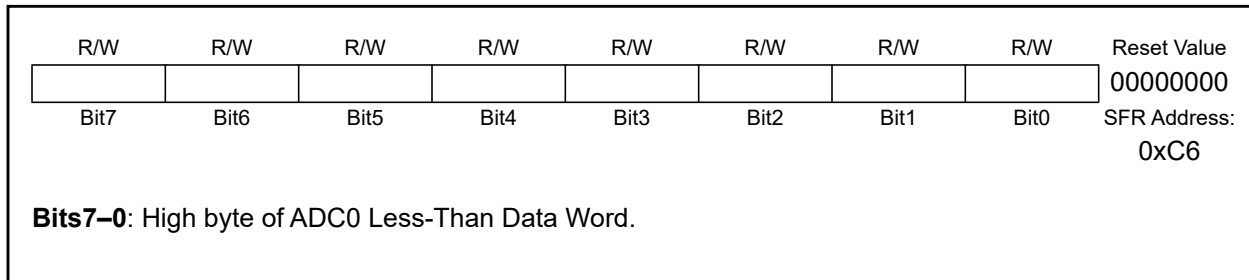 R/W R/W R/W R/W R/W R/W R/W R/W Reset Value
00000000
Bit7 Bit6 Bit5 Bit4 Bit3 Bit2 Bit1 Bit0 SFR Address:
0xC6
Bits7–0: High byte of ADC0 Less-Than Data Word.